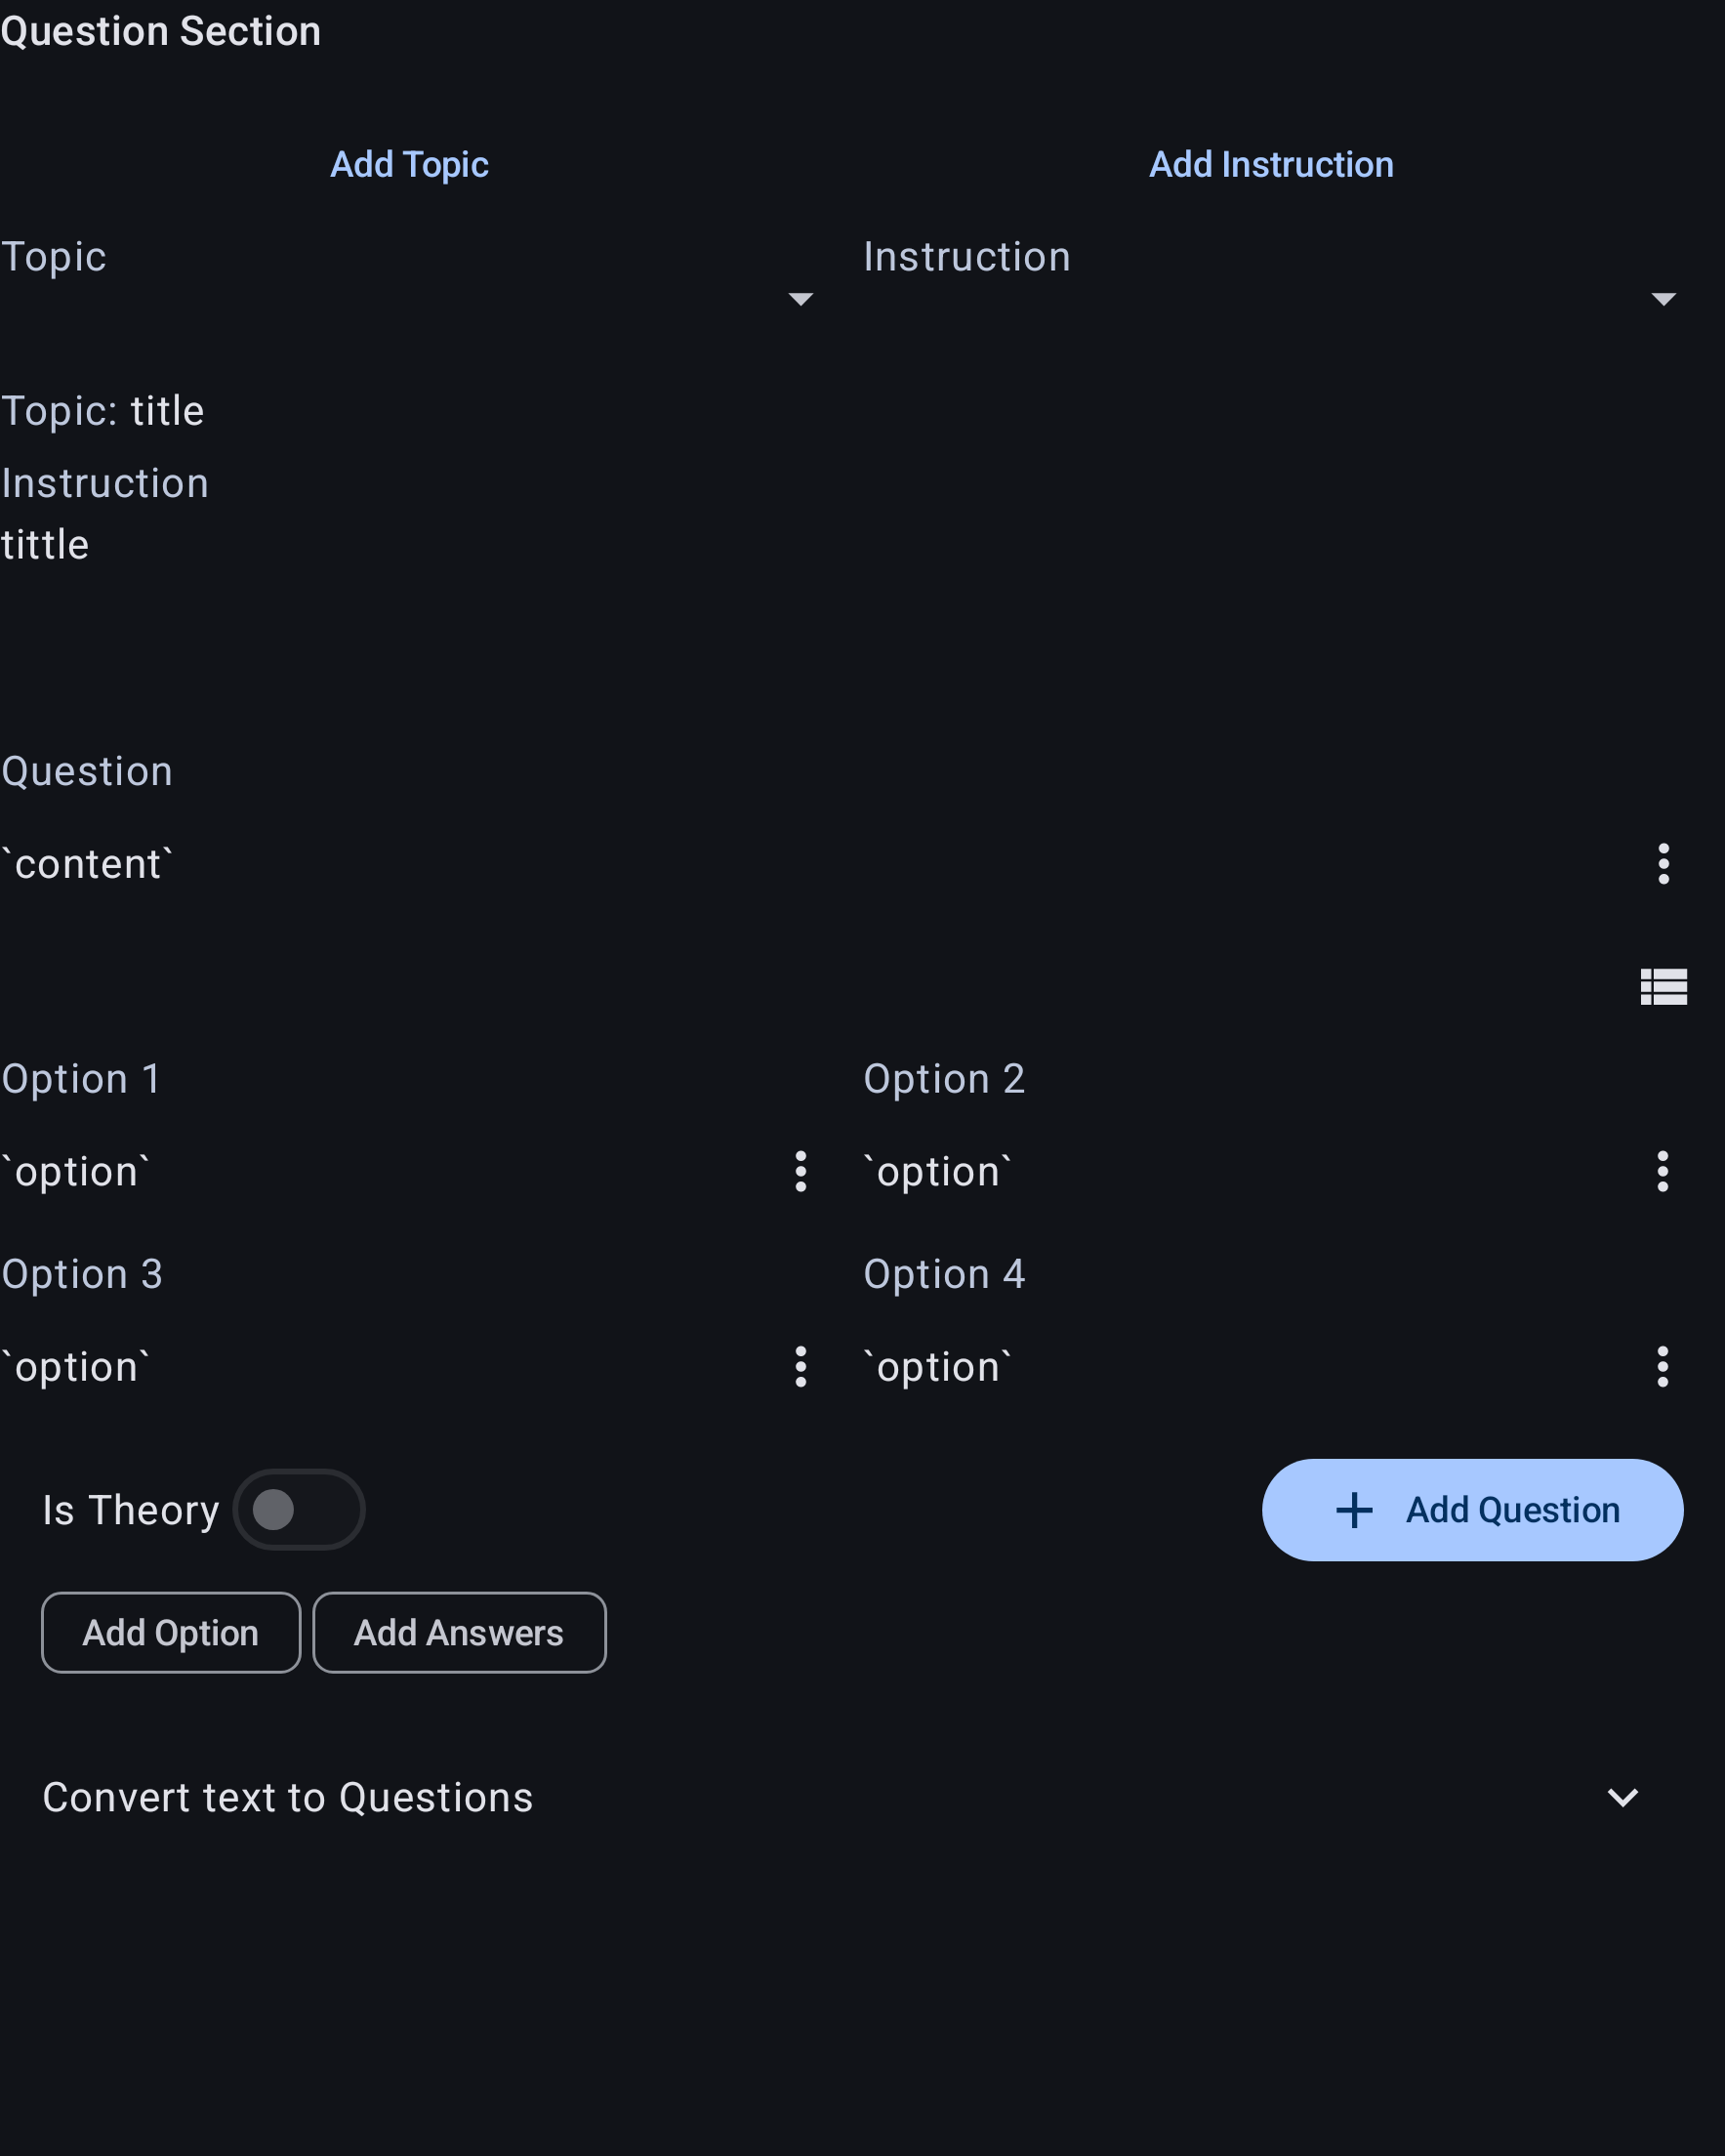 Question Section
Add Topic
Add Instruction
Topic
Instruction
Topic: title
Instruction
tittle
Question
`content`
Option 1
Option 2
`option`
`option`
Option 3
Option 4
`option`
`option`
Is Theory
Add Question
Add Option
Add Answers
Convert text to Questions